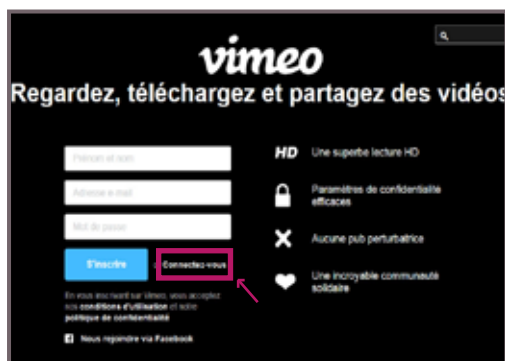 vimeo
Regardez, téléchargez et partagez des vidéos
Prénom et nom
Adresse e-mail
Mot de passe
S'inscrire
Connectez-vous
En vous inscrivant sur Vimeo, vous acceptez
nos conditions d'utilisation et notre
politique de confidentialité
Nous rejoindre via Facebook
HD Une superbe lecture HD
Paramètres de confidentialité
efficaces
Aucune pub perturbatrice
Une incroyable communauté
solidaire